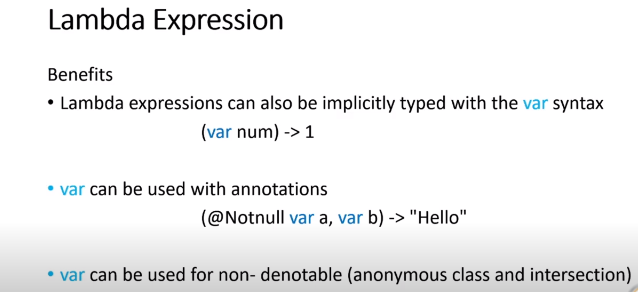 Lambda Expression
Benefits
• Lambda expressions can also be implicitly typed with the var syntax
(var num) -> 1
• var can be used with annotations
(@Notnull var a, var b) -> "Hello"
• var can be used for non- denotable (anonymous class and intersection)